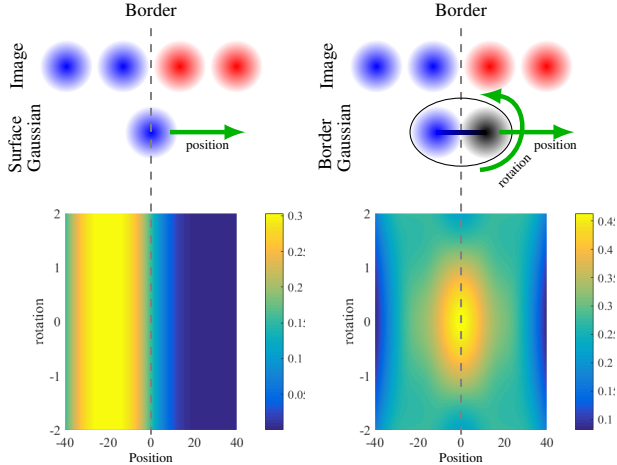 Border
Image
Surface
Gaussian
position
2
1
0
-1
-2
rotation
-40
-20
0
20
40
Position
0.3
0.25
0.2
0.15
0.1
0.05
Border
Image
Border
Gaussian
position
rotation
2
1
0
-1
-2
rotation
-40
-20
0
20
40
Position
0.45
0.4
0.35
0.3
0.25
0.2
0.15
0.1